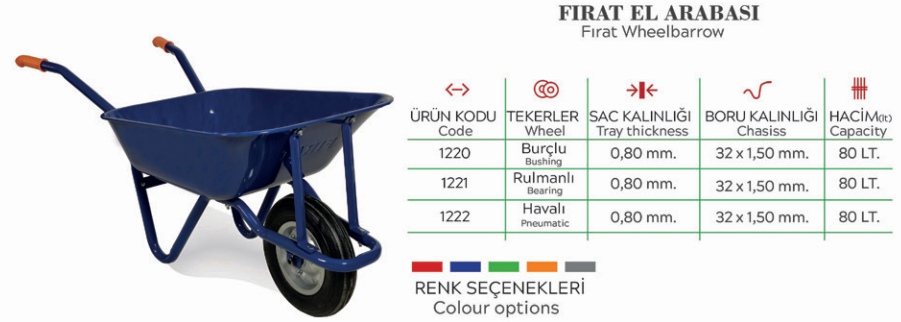 FIRAT EL ARABASI
Fırat Wheelbarrow
ÜRÜN KODU TEKERLER SAC KALINLIĞI BORU KALINLIĞI HACİM(lt)
Code Wheel Tray thickness Chasiss Capacity
1220 Burçlu 0,80 mm. 32 x 1,50 mm. 80 LT.
Bushing
1221 Rulmanlı 0,80 mm. 32 x 1,50 mm. 80 LT.
Bearing
1222 Havalı 0,80 mm. 32 x 1,50 mm. 80 LT.
Pneumatic
RENK SEÇENEKLERİ
Colour options